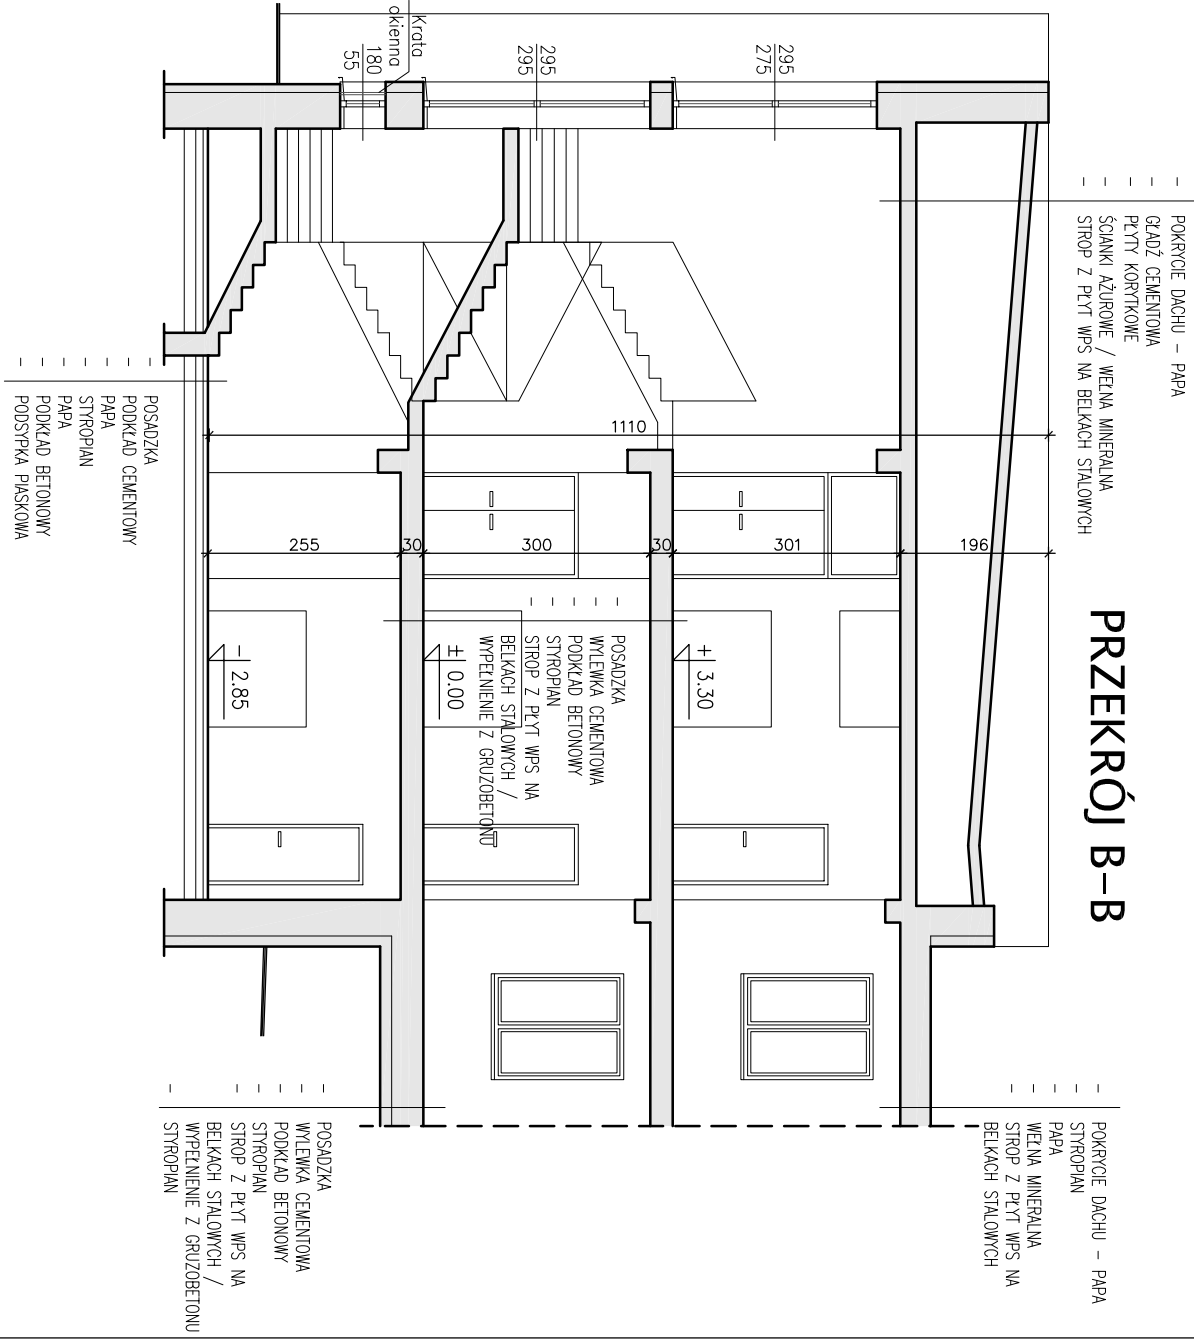 PRZEKRÓJ B-B
- POKRYCIE DACHU - PAPA
GŁADŹ CEMENTOWA
- PŁYTY KORYTKOWE
- ŚCIANKI AŻUROWE / WEŁNA MINERALNA
- STROP Z PŁYT WPS NA BELKACH STALOWYCH
295
275
295
295
180
55
Krata
okienna
1110
255
30
300
30
301
196
+ 3.30
± 0.00
- 2.85
- POSADZKA
- WYLEWKA CEMENTOWA
- PODKŁAD BETONOWY
- STYROPIAN
- STROP Z PŁYT WPS NA
BELKACH STALOWYCH /
WYPEŁNIENIE Z GRUZOBETONU
- POSADZKA
- PODKŁAD CEMENTOWY
- PAPA
- STYROPIAN
- PAPA
- PODKŁAD BETONOWY
- PODSYPKA PIASKOWA
- POKRYCIE DACHU - PAPA
- STYROPIAN
- PAPA
- WEŁNA MINERALNA
- STROP Z PŁYT WPS NA
BELKACH STALOWYCH
- POSADZKA
- WYLEWKA CEMENTOWA
- PODKŁAD BETONOWY
- STYROPIAN
- STROP Z PŁYT WPS NA
BELKACH STALOWYCH /
WYPEŁNIENIE Z GRUZOBETONU
- STYROPIAN